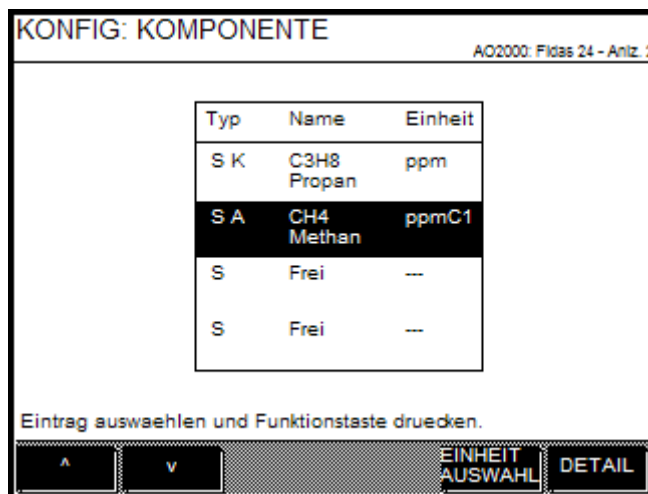 KONFIG: KOMPONENTE
AO2000: Fidas 24 - Anlz.
Typ Name Einheit
S K C3H8 ppm
Propan
S A CH4 ppmC1
Methan
S Frei ---
S Frei ---
Eintrag auswaehlen und Funktionstaste druecken.
^ v EINHEIT AUSWAHL DETAIL